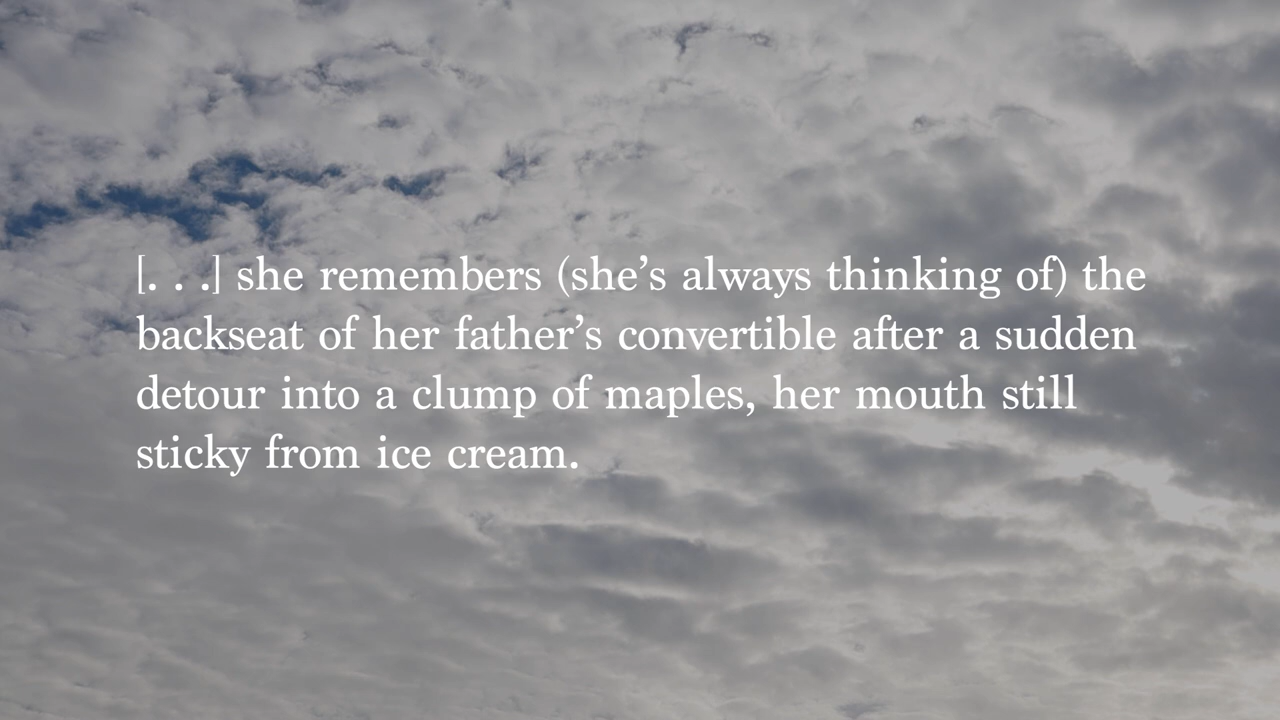 [. . .] she remembers (she’s always thinking of) the
backseat of her father’s convertible after a sudden
detour into a clump of maples, her mouth still
sticky from ice cream.